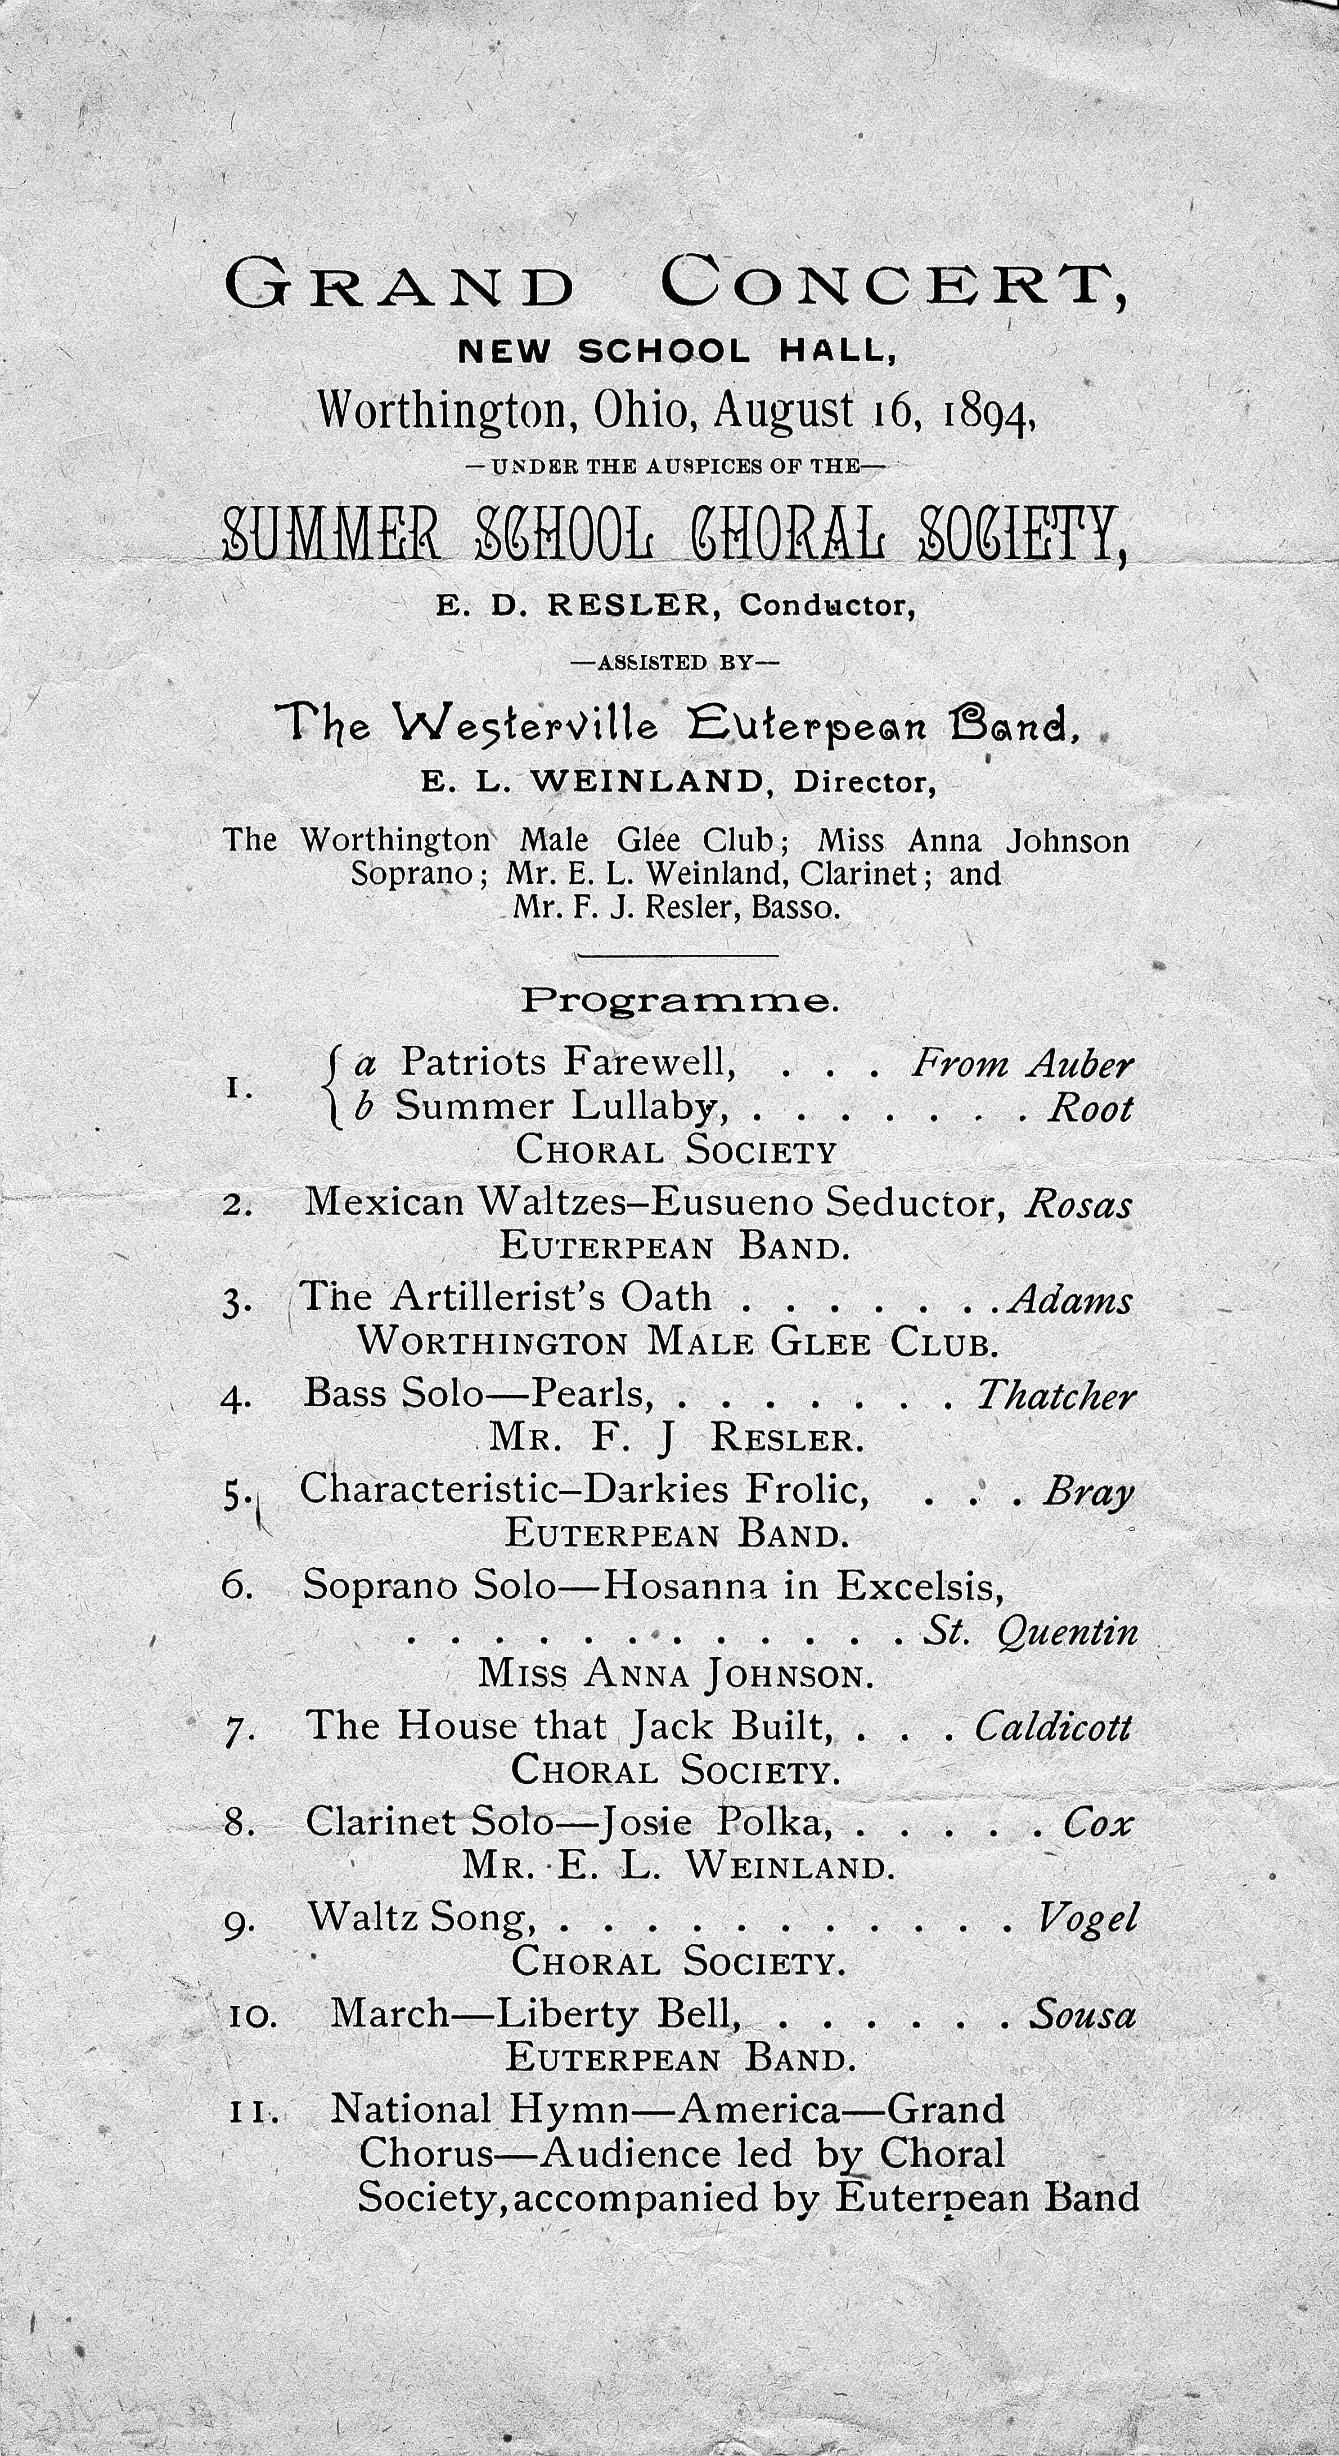 GRAND CONCERT,
NEW SCHOOL HALL,
Worthington, Ohio, August 16, 1894,
—UNDER THE AUSPICES OF THE—
SUMMER SCHOOL CHORAL SOCIETY,
E. D. RESLER, Conductor,
—ASSISTED BY—
The Westerville Euterpean Band,
E. L. WEINLAND, Director,
The Worthington Male Glee Club; Miss Anna Johnson
Soprano; Mr. E. L. Weinland, Clarinet; and
Mr. F. J. Resler, Basso.
Programme.
1. { a Patriots Farewell, . . . From Auber
b Summer Lullaby, . . . . . . . Root
CHORAL SOCIETY
2. Mexican Waltzes–Eusueno Seductor, Rosas
EUTERPEAN BAND.
3. The Artillerist's Oath . . . . . . . Adams
WORTHINGTON MALE GLEE CLUB.
4. Bass Solo—Pearls, . . . . . . . Thatcher
MR. F. J RESLER.
5. Characteristic–Darkies Frolic, . . . Bray
EUTERPEAN BAND.
6. Soprano Solo—Hosanna in Excelsis,
. . . . . . . . . . . . St. Quentin
MISS ANNA JOHNSON.
7. The House that Jack Built, . . . Caldicott
CHORAL SOCIETY.
8. Clarinet Solo—Josie Polka, . . . . . Cox
MR. E. L. WEINLAND.
9. Waltz Song, . . . . . . . . . . . Vogel
CHORAL SOCIETY.
10. March—Liberty Bell, . . . . . . Sousa
EUTERPEAN BAND.
11. National Hymn—America—Grand
Chorus—Audience led by Choral
Society, accompanied by Euterpean Band